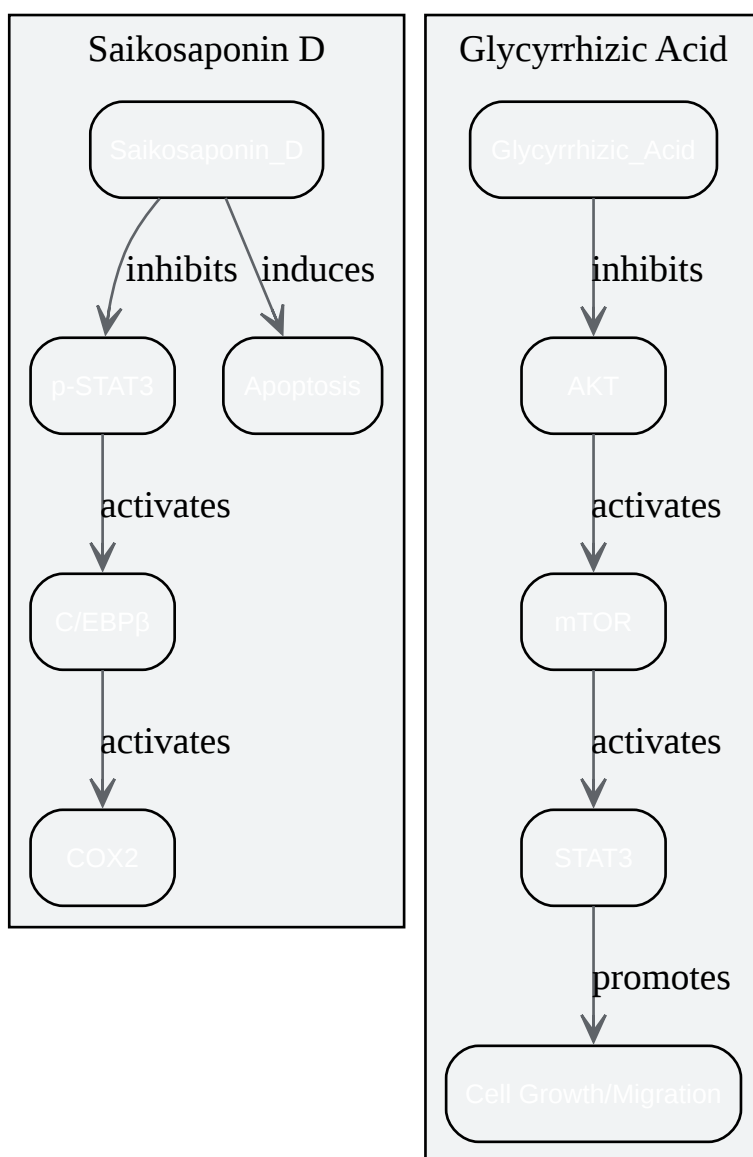 Saikosaponin D
Saikosaponin_D
inhibits
induces
p-STAT3
Apoptosis
activates
C/EBPβ
activates
COX2
Glycyrrhizic Acid
Glycyrrhizic_Acid
inhibits
AKT
activates
mTOR
activates
STAT3
promotes
Cell Growth/Migration